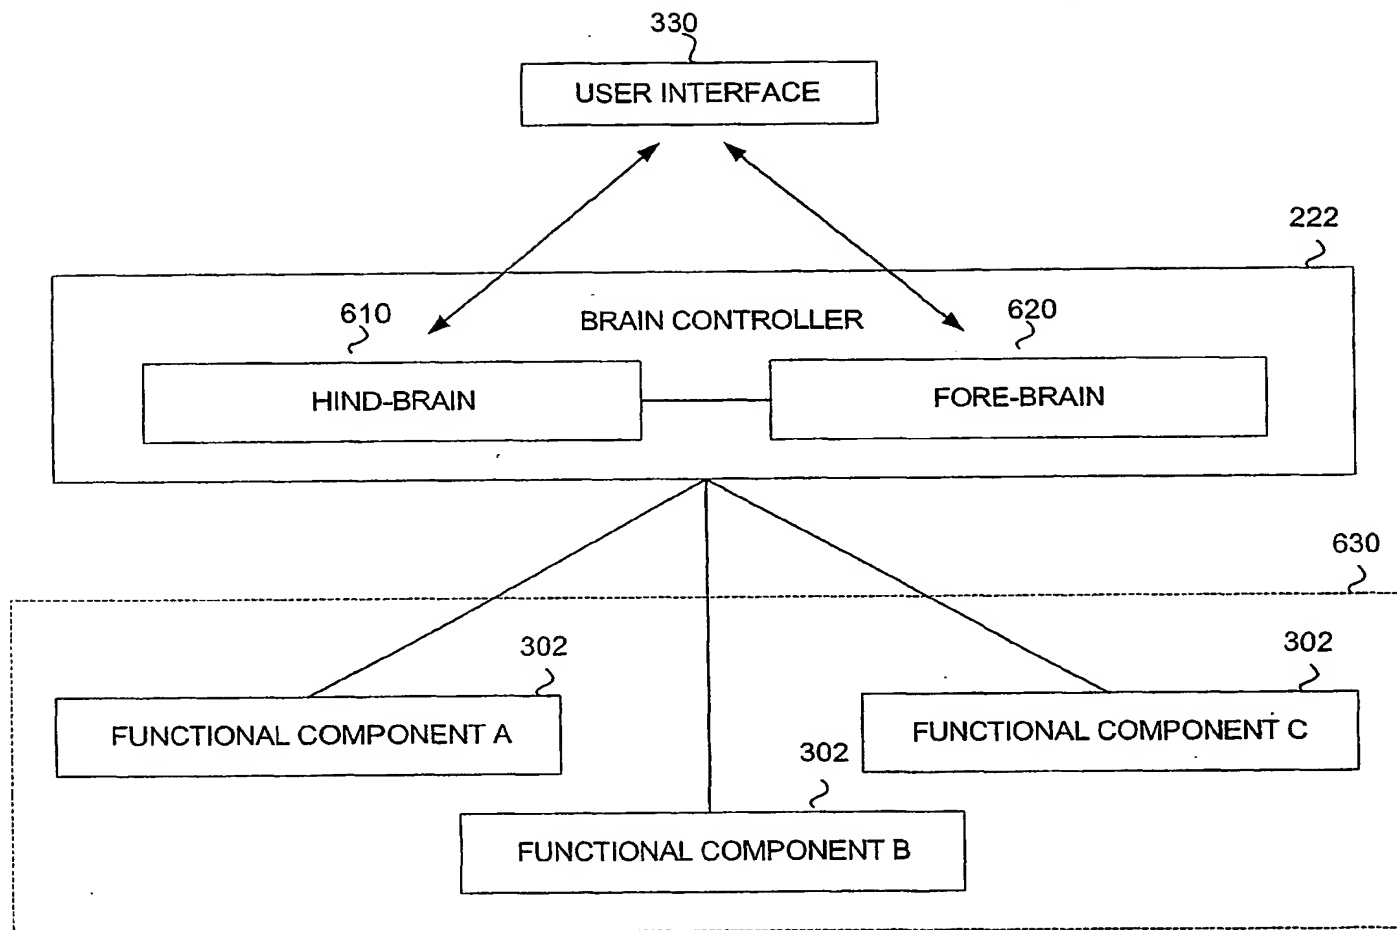 330
USER INTERFACE
222
610
BRAIN CONTROLLER
620
HIND-BRAIN
FORE-BRAIN
630
302
302
FUNCTIONAL COMPONENT A
FUNCTIONAL COMPONENT C
302
FUNCTIONAL COMPONENT B